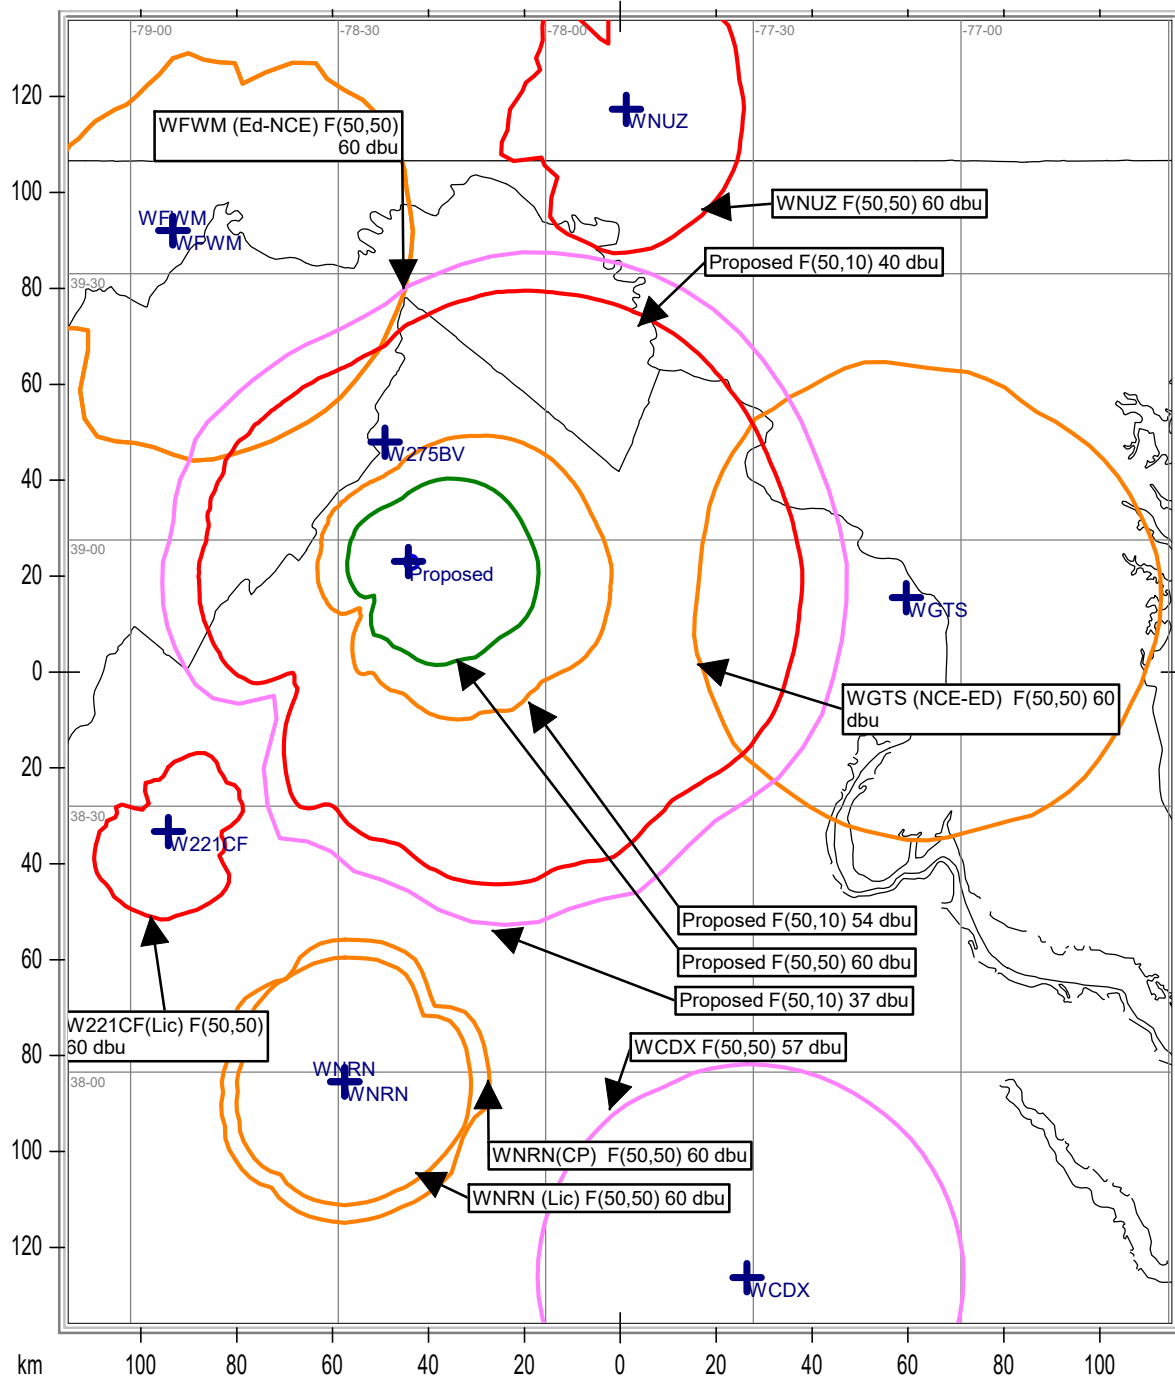 -79-00
-78-30
-78-00
-77-30
-77-00
120
WFWM (Ed-NCE) F(50,50)
60 dbu
WNUZ
100
WNUZ F(50,50) 60 dbu
WFWM
WFWM
Proposed F(50,10) 40 dbu
39-30
80
60
W275BV
40
39-00
Proposed
20
WGTS
0
WGTS (NCE-ED) F(50,50) 60
dbu
20
38-30
W221CF
40
Proposed F(50,10) 54 dbu
Proposed F(50,50) 60 dbu
60
Proposed F(50,10) 37 dbu
W221CF(Lic) F(50,50)
60 dbu
WCDX F(50,50) 57 dbu
80
38-00
WNRN
WNRN
100
WNRN(CP) F(50,50) 60 dbu
WNRN (Lic) F(50,50) 60 dbu
120
WCDX
km
100
80
60
40
20
0
20
40
60
80
100